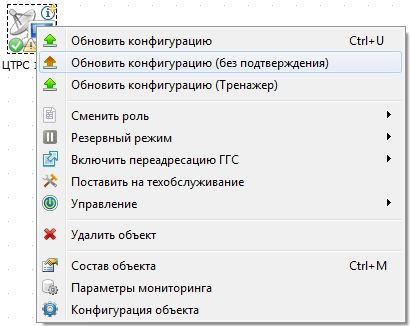 ЦТРС 1
Обновить конфигурацию Ctrl+U
Обновить конфигурацию (без подтверждения)
Обновить конфигурацию (Тренажер)
Сменить роль
Резервный режим
Включить переадресацию ГГС
Поставить на техобслуживание
Управление
Удалить объект
Состав объекта Ctrl+M
Параметры мониторинга
Конфигурация объекта